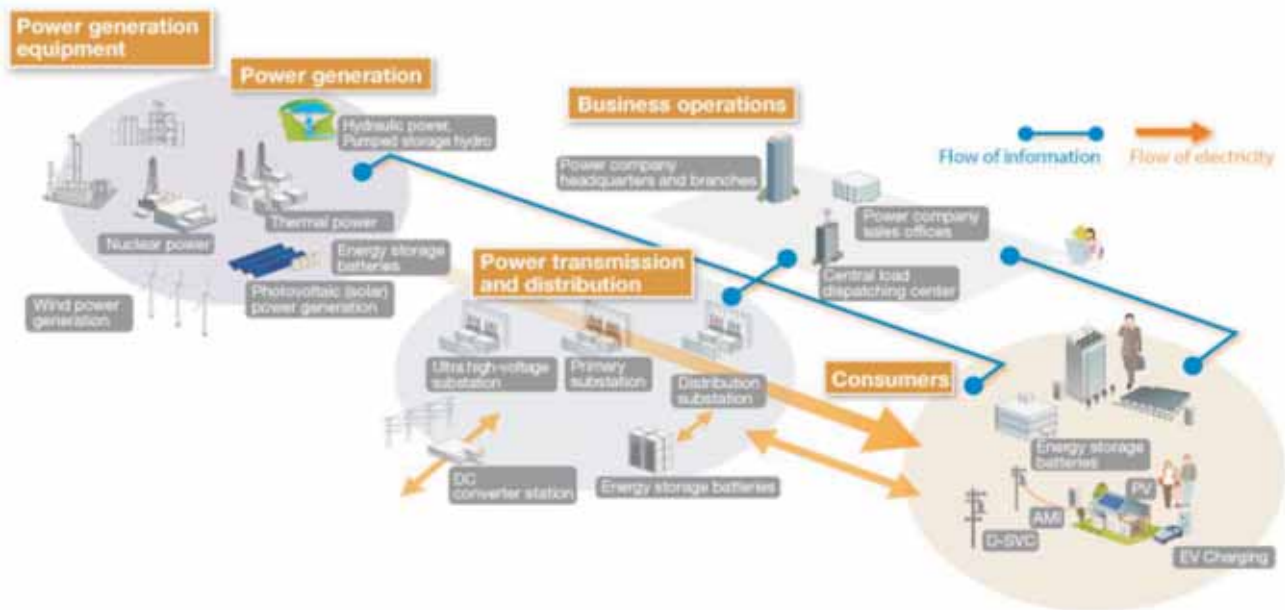 Power generation
equipment
Power generation
Hydraulic power,
Pumped storage hydro
Nuclear power
Thermal power
Energy storage
batteries
Wind power
generation
Photovoltaic (solar)
power generation
Business operations
Power company
headquarters and branches
Power company
sales offices
Central load
dispatching center
Flow of information
Flow of electricity
Power transmission
and distribution
Ultra high-voltage
substation
Primary
substation
Distribution
substation
DC
converter station
Energy storage batteries
Consumers
Energy storage
batteries
PV
AMI
D-SVC
EV Charging